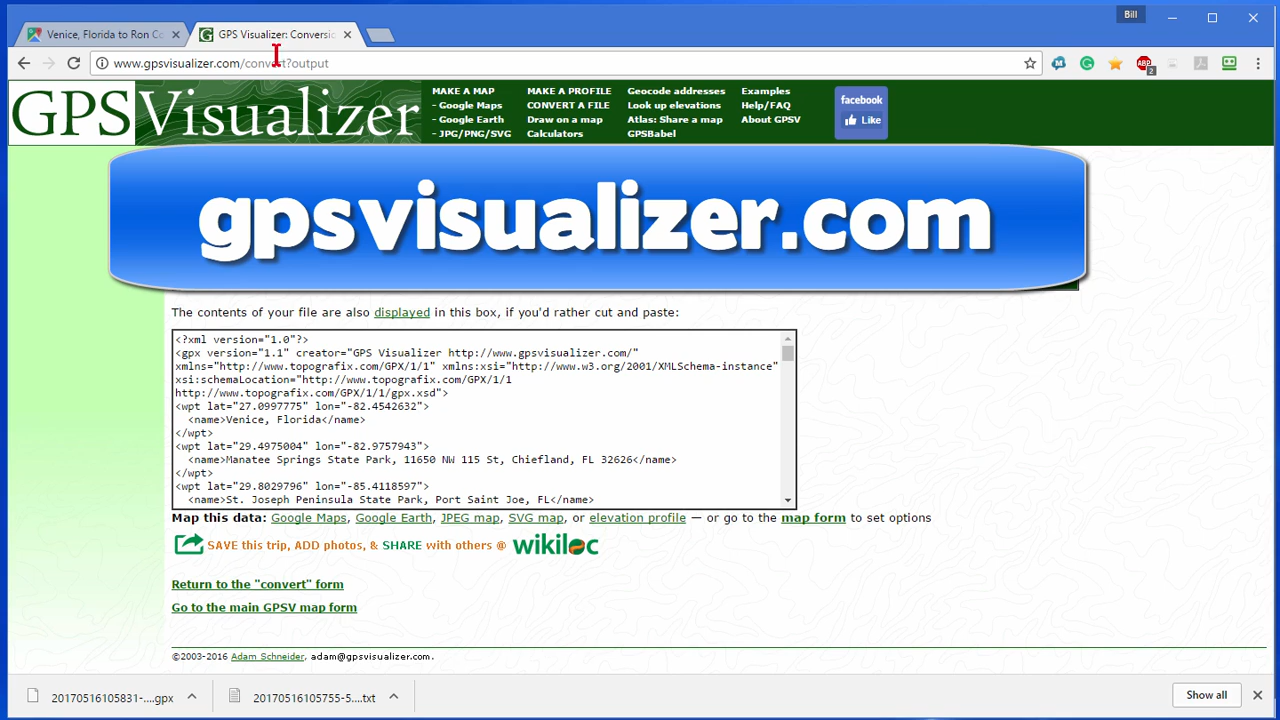 Bill
Venice, Florida to Ron Co
GPS Visualizer: Conversio
www.gpsvisualizer.com/convert?output
ABP
2
GPSVisualizer
MAKE A MAP
- Google Maps
- Google Earth
- JPG/PNG/SVG
MAKE A PROFILE
CONVERT A FILE
Draw on a map
Calculators
Geocode addresses
Look up elevations
Atlas: Share a map
GPSBabel
Examples
Help/FAQ
About GPSV
facebook
Like
gpsvisualizer.com
The contents of your file are also displayed in this box, if you'd rather cut and paste:
<?xml version="1.0"?>
<gpx version="1.1" creator="GPS Visualizer http://www.gpsvisualizer.com/"
xmlns="http://www.topografix.com/GPX/1/1" xmlns:xsi="http://www.w3.org/2001/XMLSchema-instance"
xsi:schemaLocation="http://www.topografix.com/GPX/1/1
http://www.topografix.com/GPX/1/1/gpx.xsd">
<wpt lat="27.0997775" lon="-82.4542632">
<name>Venice, Florida</name>
</wpt>
<wpt lat="29.4975004" lon="-82.9757943">
<name>Manatee Springs State Park, 11650 NW 115 St, Chiefland, FL 32626</name>
</wpt>
<wpt lat="29.8029796" lon="-85.4118597">
<name>St. Joseph Peninsula State Park, Port Saint Joe, FL</name>
Map this data: Google Maps, Google Earth, JPEG map, SVG map, or elevation profile — or go to the map form to set options
SAVE this trip, ADD photos, & SHARE with others @ wikiloc
Return to the "convert" form
Go to the main GPSV map form
©2003-2016 Adam Schneider, adam@gpsvisualizer.com.
20170516105831-....gpx
20170516105755-5....txt
Show all